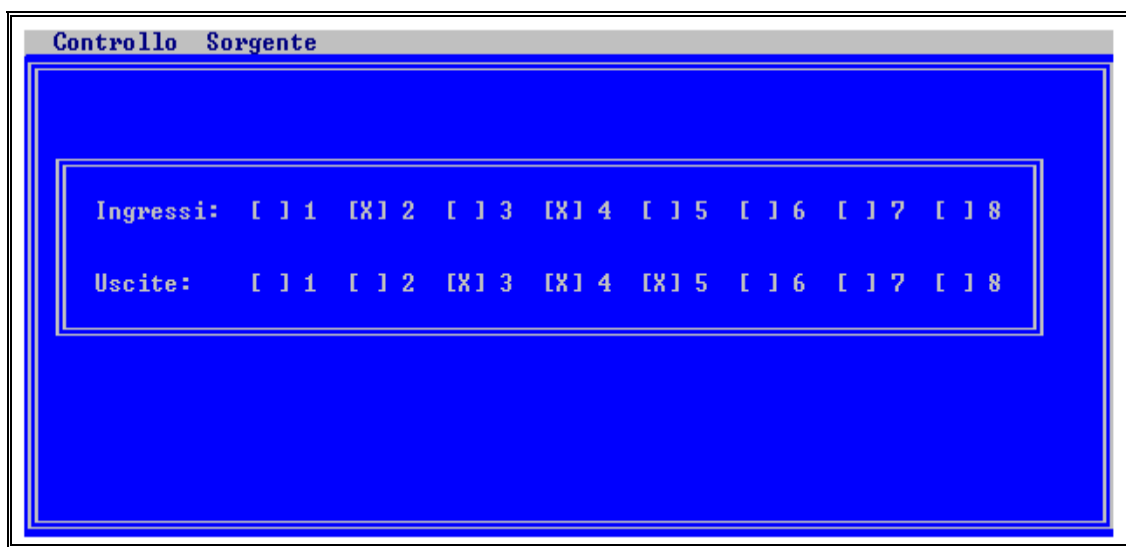 Controllo Sorgente
Ingressi: [ ] 1 [X] 2 [ ] 3 [X] 4 [ ] 5 [ ] 6 [ ] 7 [ ] 8
Uscite: [ ] 1 [ ] 2 [X] 3 [X] 4 [X] 5 [ ] 6 [ ] 7 [ ] 8